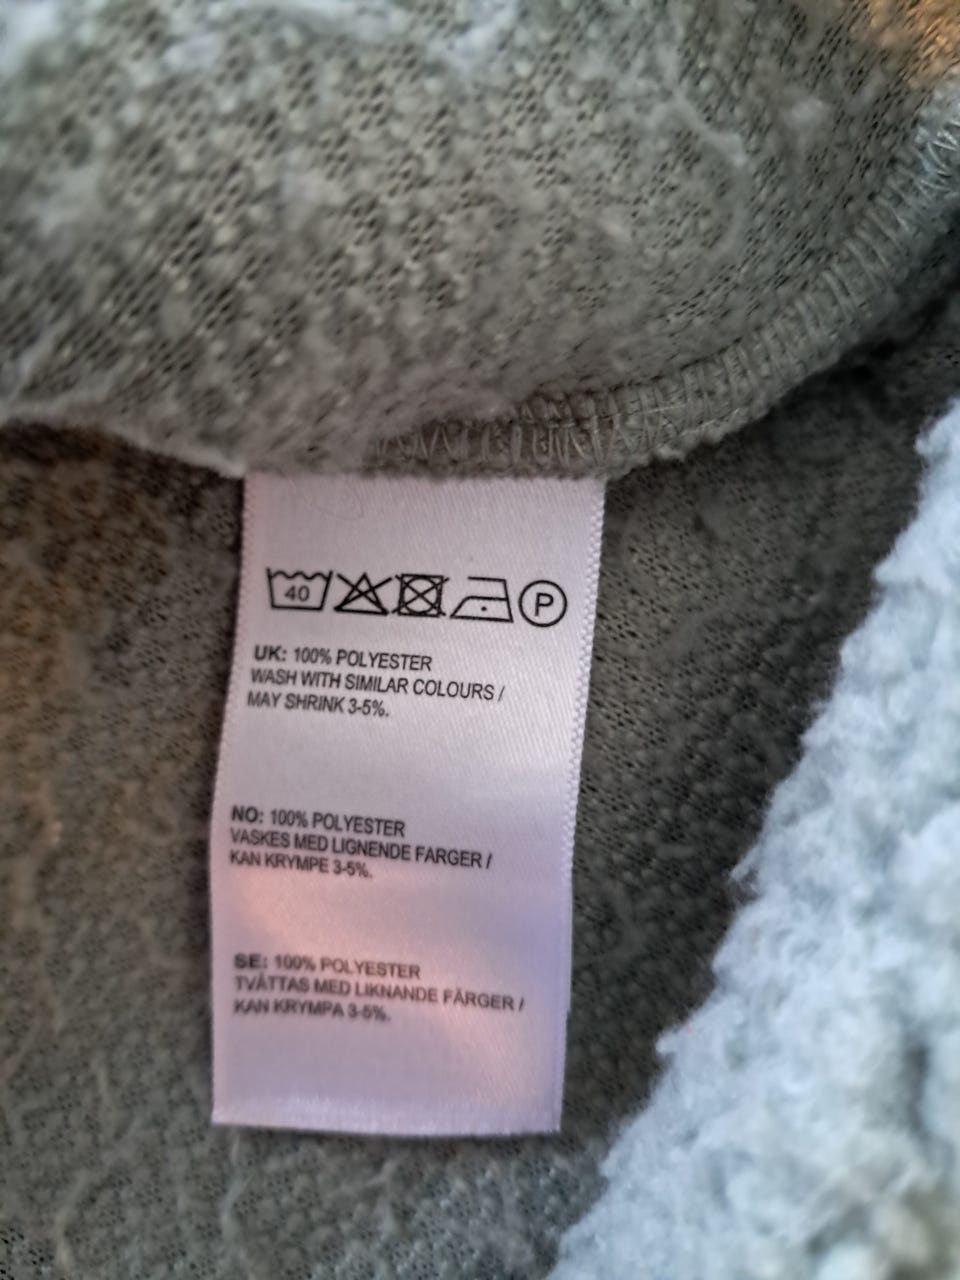 40 P
UK: 100% POLYESTER
WASH WITH SIMILAR COLOURS /
MAY SHRINK 3-5%.
NO: 100% POLYESTER
VASKES MED LIGNENDE FARGER /
KAN KRYMPE 3-5%.
SE: 100% POLYESTER
TVÄTTAS MED LIKNANDE FÄRGER /
KAN KRYMPA 3-5%.